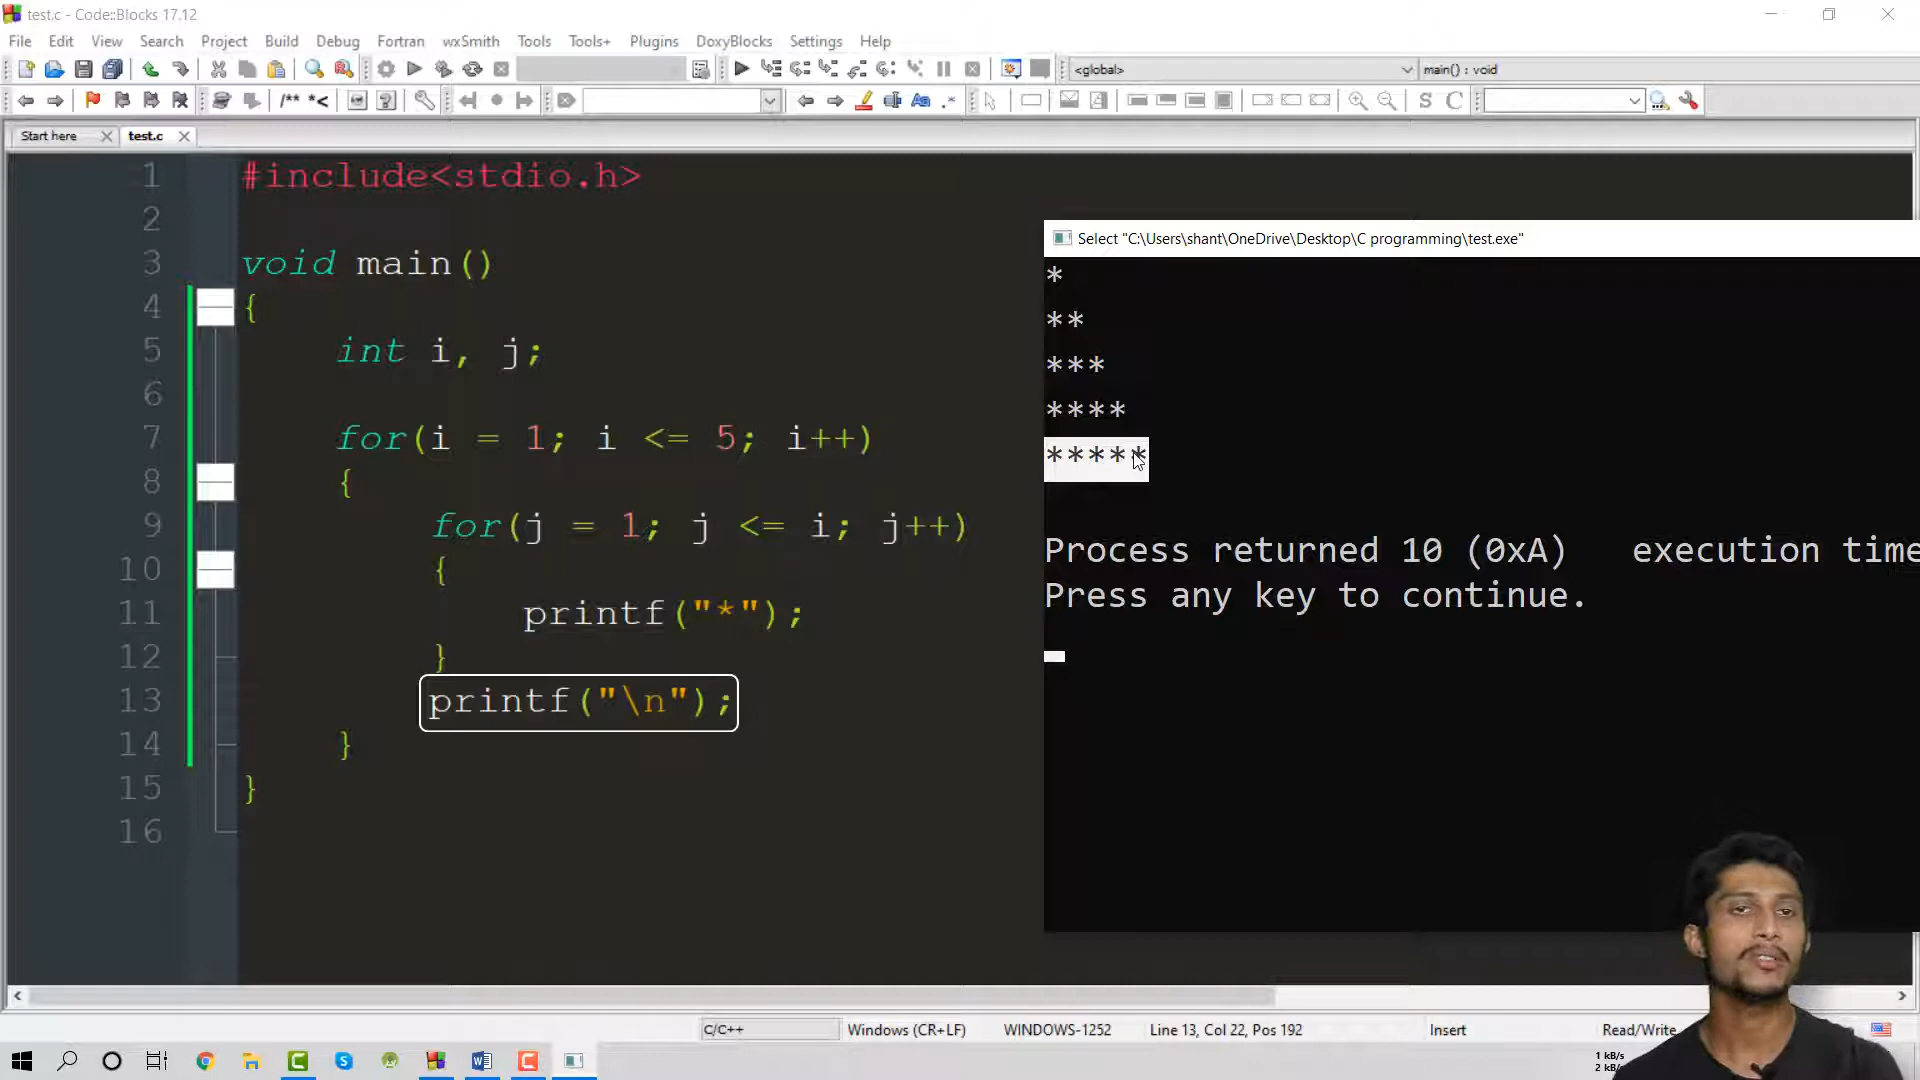 test.c - Code::Blocks 17.12
File Edit View Search Project Build Debug Fortran wxSmith Tools Tools+ Plugins DoxyBlocks Settings Help
<global> main() : void
/** *< S C
Start here test.c
1 #include<stdio.h>
2
3 void main()
4 {
5 int i, j;
6
7 for(i = 1; i <= 5; i++)
8 {
9 for(j = 1; j <= i; j++)
10 {
11 printf("*");
12 }
13 printf("\n");
14 }
15 }
16
Select "C:\Users\shant\OneDrive\Desktop\C programming\test.exe"
*
**
***
****
*****
Process returned 10 (0xA) execution time
Press any key to continue.
C/C++ Windows (CR+LF) WINDOWS-1252 Line 13, Col 22, Pos 192 Insert Read/Write
1 kB/s
2 kB/s